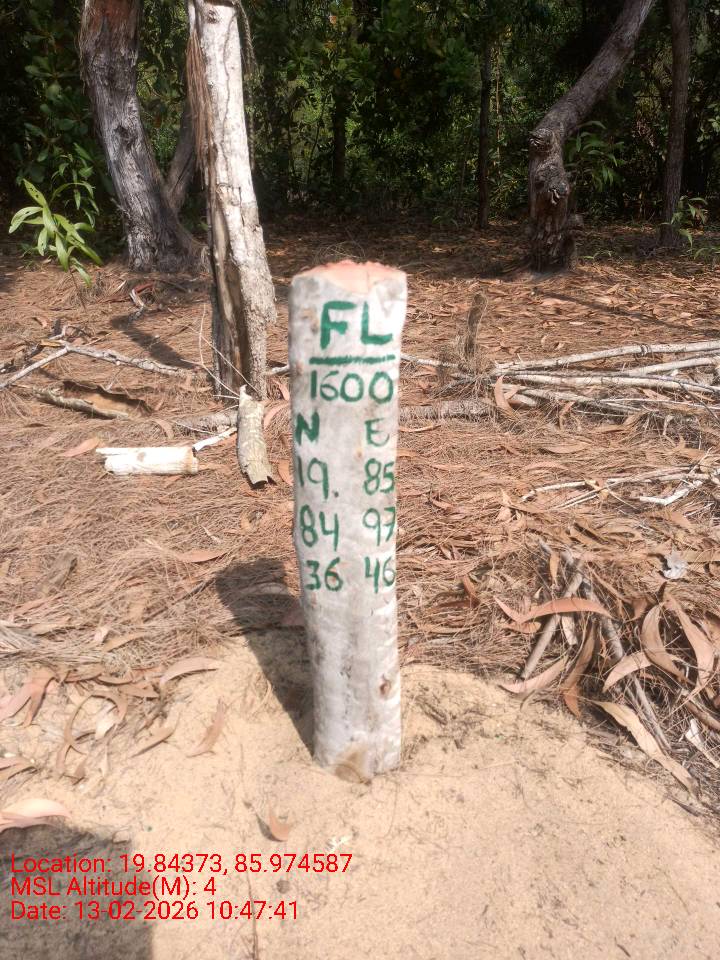 FL
1600
N E
19. 85
84 97
36 46
Location: 19.84373, 85.974587
MSL Altitude(M): 4
Date: 13-02-2026 10:47:41